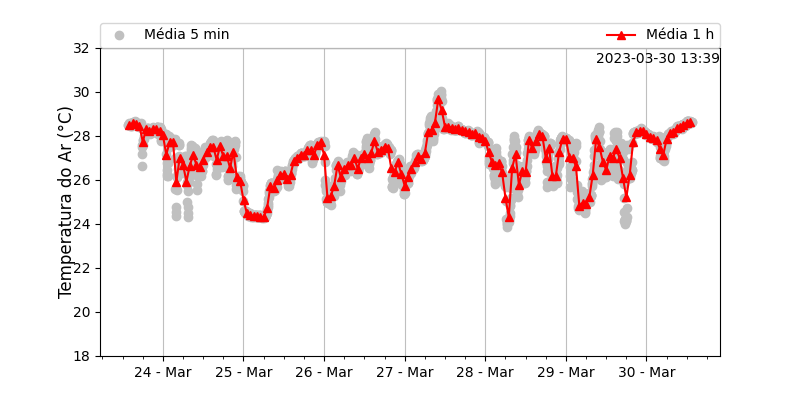 Média 5 min
Média 1 h
2023-03-30 13:39
Temperatura do Ar (°C)
32
30
28
26
24
22
20
18
24 - Mar
25 - Mar
26 - Mar
27 - Mar
28 - Mar
29 - Mar
30 - Mar